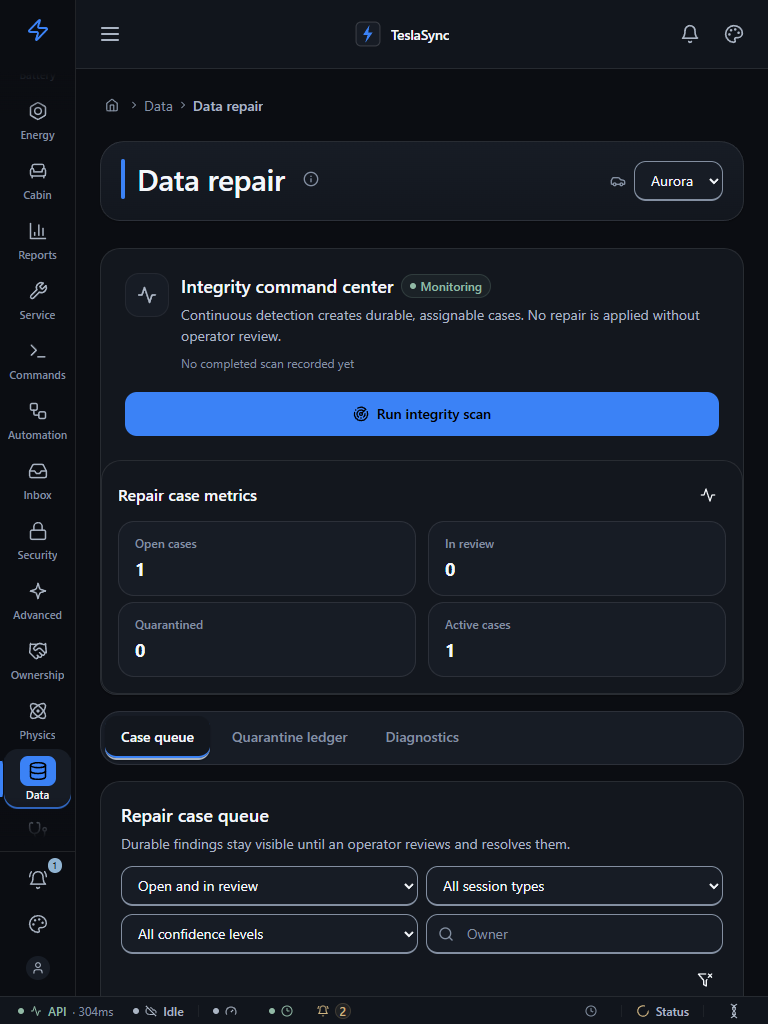 TeslaSync
Battery
Energy
Cabin
Reports
Service
Commands
Automation
Inbox
Security
Advanced
Ownership
Physics
Data
1
Data
Data repair
Data repair
Aurora
Integrity command center
Monitoring
Continuous detection creates durable, assignable cases. No repair is applied without
operator review.
No completed scan recorded yet
Run integrity scan
Repair case metrics
Open cases
1
In review
0
Quarantined
0
Active cases
1
Case queue
Quarantine ledger
Diagnostics
Repair case queue
Durable findings stay visible until an operator reviews and resolves them.
Open and in review
All session types
All confidence levels
Owner
API · 304ms
Idle
2
Status